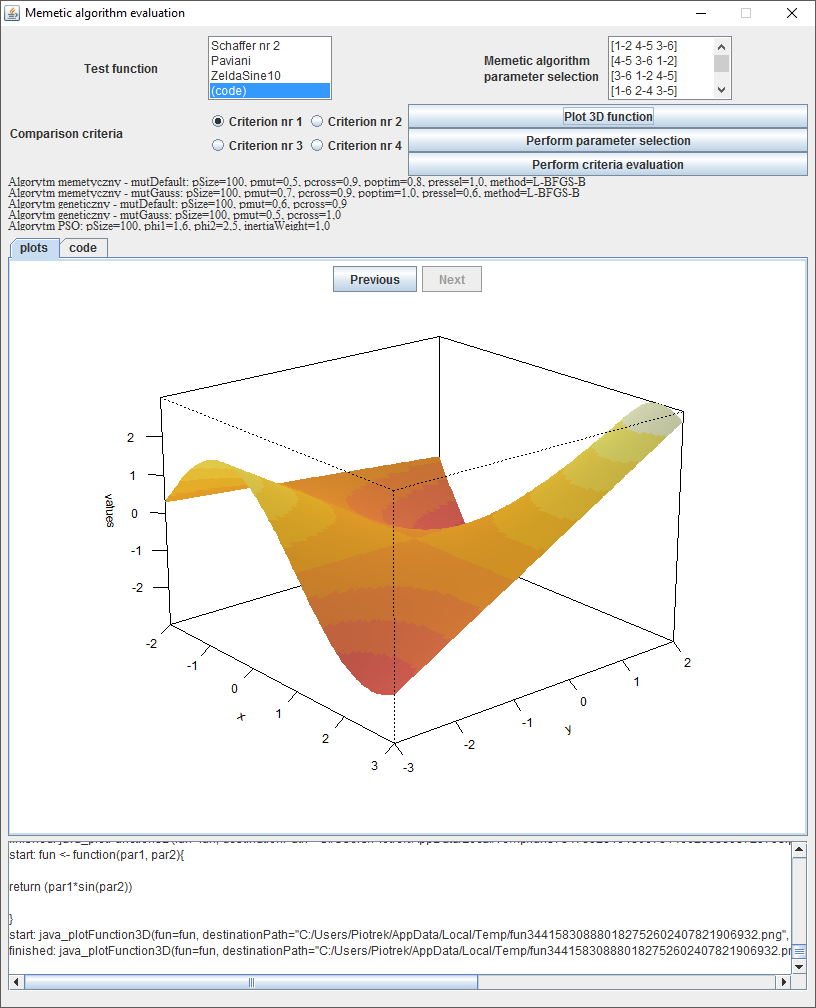 Memetic algorithm evaluation
Test function
Schaffer nr 2
Paviani
ZeldaSine10
(code)
Memetic algorithm
parameter selection
[1-2 4-5 3-6]
[4-5 3-6 1-2]
[3-6 1-2 4-5]
[1-6 2-4 3-5]
Comparison criteria
Criterion nr 1 Criterion nr 2
Criterion nr 3 Criterion nr 4
Plot 3D function
Perform parameter selection
Perform criteria evaluation
Algorytm memetyczny - mutDefault: pSize=100, pmut=0,5, pcross=0,9, poptim=0,8, pressel=1,0, method=L-BFGS-B
Algorytm memetyczny - mutGauss: pSize=100, pmut=0,7, pcross=0,9, poptim=1,0, pressel=0,6, method=L-BFGS-B
Algorytm genetyczny - mutDefault: pSize=100, pmut=0,6, pcross=0,9
Algorytm genetyczny - mutGauss: pSize=100, pmut=0,5, pcross=1,0
Algorytm PSO: pSize=100, phi1=1,6, phi2=2,5, inertiaWeight=1,0
plots code
Previous Next
2
1
0
-1
-2
values
-2
-1
0
1
2
3
x
-3
-2
-1
0
1
2
y
start: fun <- function(par1, par2){
return (par1*sin(par2))
}
start: java_plotFunction3D(fun=fun, destinationPath="C:/Users/Piotrek/AppData/Local/Temp/fun3441583088801827526024078219​06932.png",
finished: java_plotFunction3D(fun=fun, destinationPath="C:/Users/Piotrek/AppData/Local/Temp/fun344158308880182752602407821906932.pn